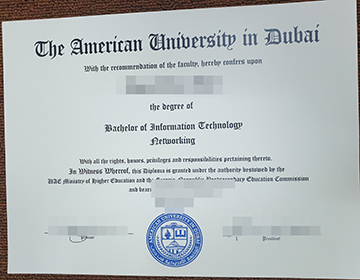 The American University in Dubai
With the recommendation of the faculty, hereby confers upon
the degree of
Bachelor of Information Technology
Networking
With all the rights, honors, privileges and responsibilities pertaining thereto.
In Witness Wherrof, this Diploma is granted under the authority bestowed by the
UAE Ministry of Higher Education and the Postsecondary Education Commission
and bears
President